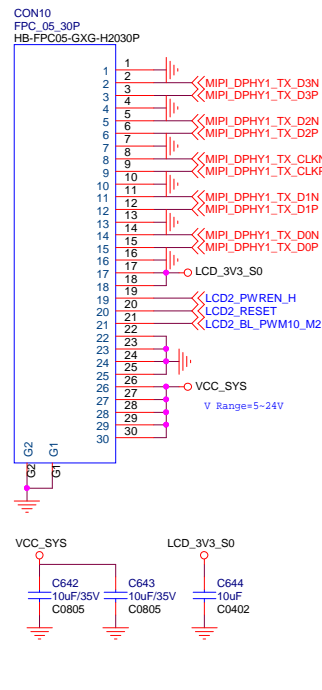 CON10
FPC_05_30P
HB-FPC05-GXG-H2030P
1 1
2 2 MIPI_DPHY1_TX_D3N
3 3 MIPI_DPHY1_TX_D3P
4 4
5 5 MIPI_DPHY1_TX_D2N
6 6 MIPI_DPHY1_TX_D2P
7 7
8 8 MIPI_DPHY1_TX_CLKN
9 9 MIPI_DPHY1_TX_CLKP
10 10
11 11 MIPI_DPHY1_TX_D1N
12 12 MIPI_DPHY1_TX_D1P
13 13
14 14 MIPI_DPHY1_TX_D0N
15 15 MIPI_DPHY1_TX_D0P
16 16
17 17 LCD_3V3_S0
18 18
19 19 LCD2_PWREN_H
20 20 LCD2_RESET
21 21 LCD2_BL_PWM10_M2
22 22
23 23
24 24
25 25
26 26 VCC_SYS
27 27
V Range=5~24V
28 28
29 29
30 30
G2 G1
G2 G1
VCC_SYS LCD_3V3_S0
C642 C643 C644
10uF/35V 10uF/35V 10uF
C0805 C0805 C0402